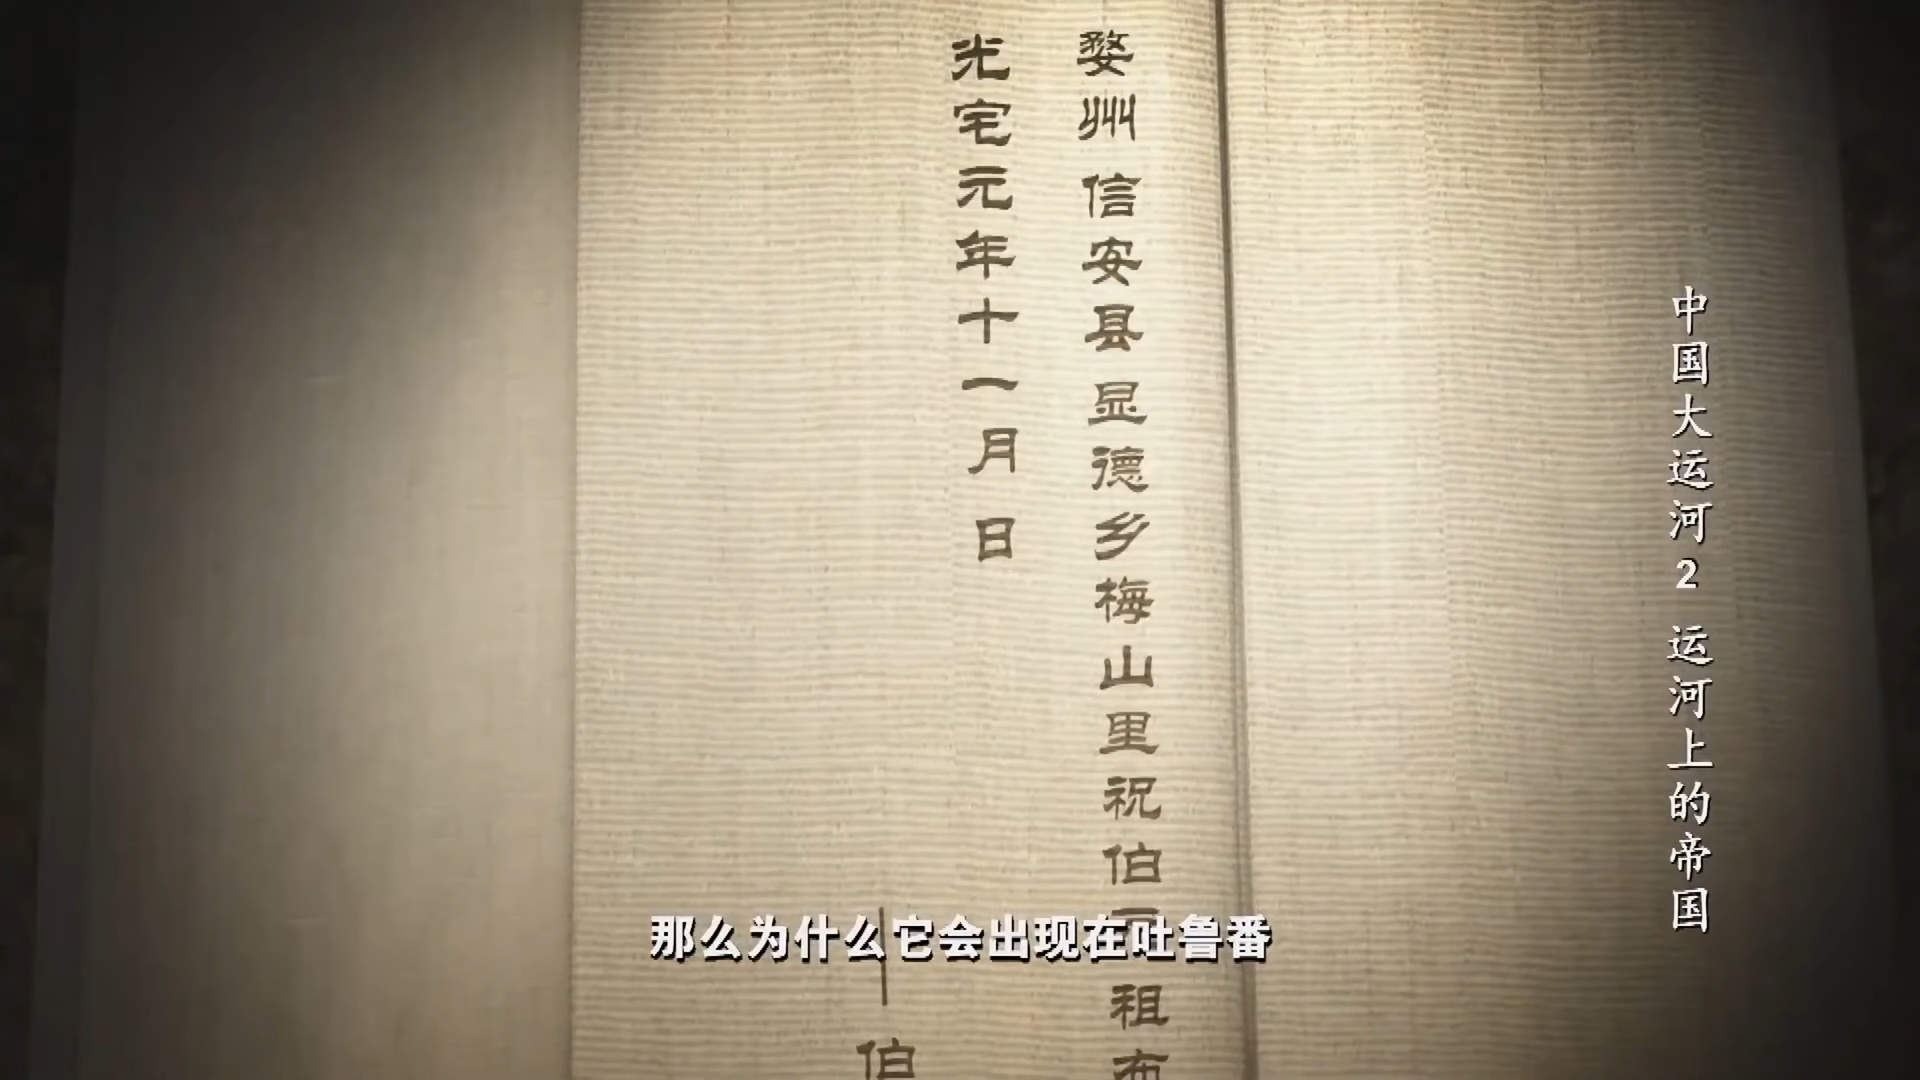 婺州信安县显德乡梅山里祝伯
租布
光宅元年十一月日
伯
中国大运河2 运河上的帝国
那么为什么它会出现在吐鲁番